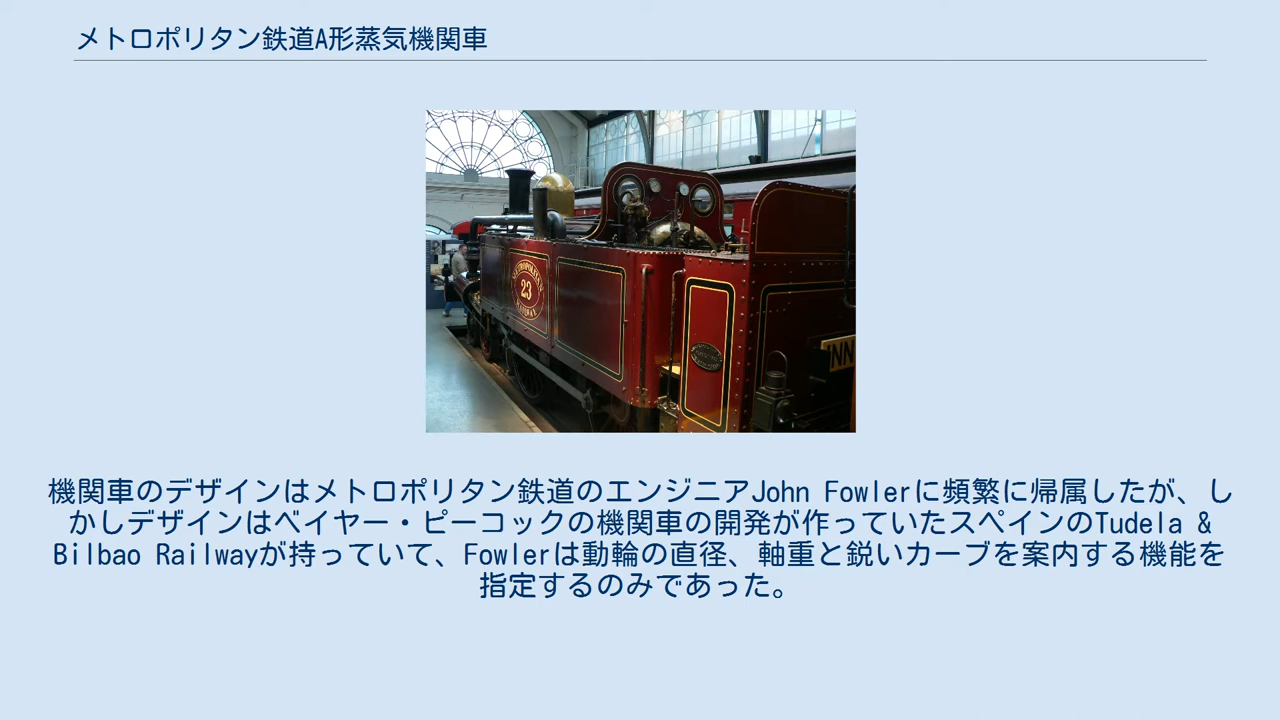 メトロポリタン鉄道A形蒸気機関車
METROPOLITAN
23
RAILWAY
INN
機関車のデザインはメトロポリタン鉄道のエンジニアJohn Fowlerに頻繁に帰属したが、し
かしデザインはベイヤー・ピーコックの機関車の開発が作っていたスペインのTudela &
Bilbao Railwayが持っていて、Fowlerは動輪の直径、軸重と鋭いカーブを案内する機能を
指定するのみであった。